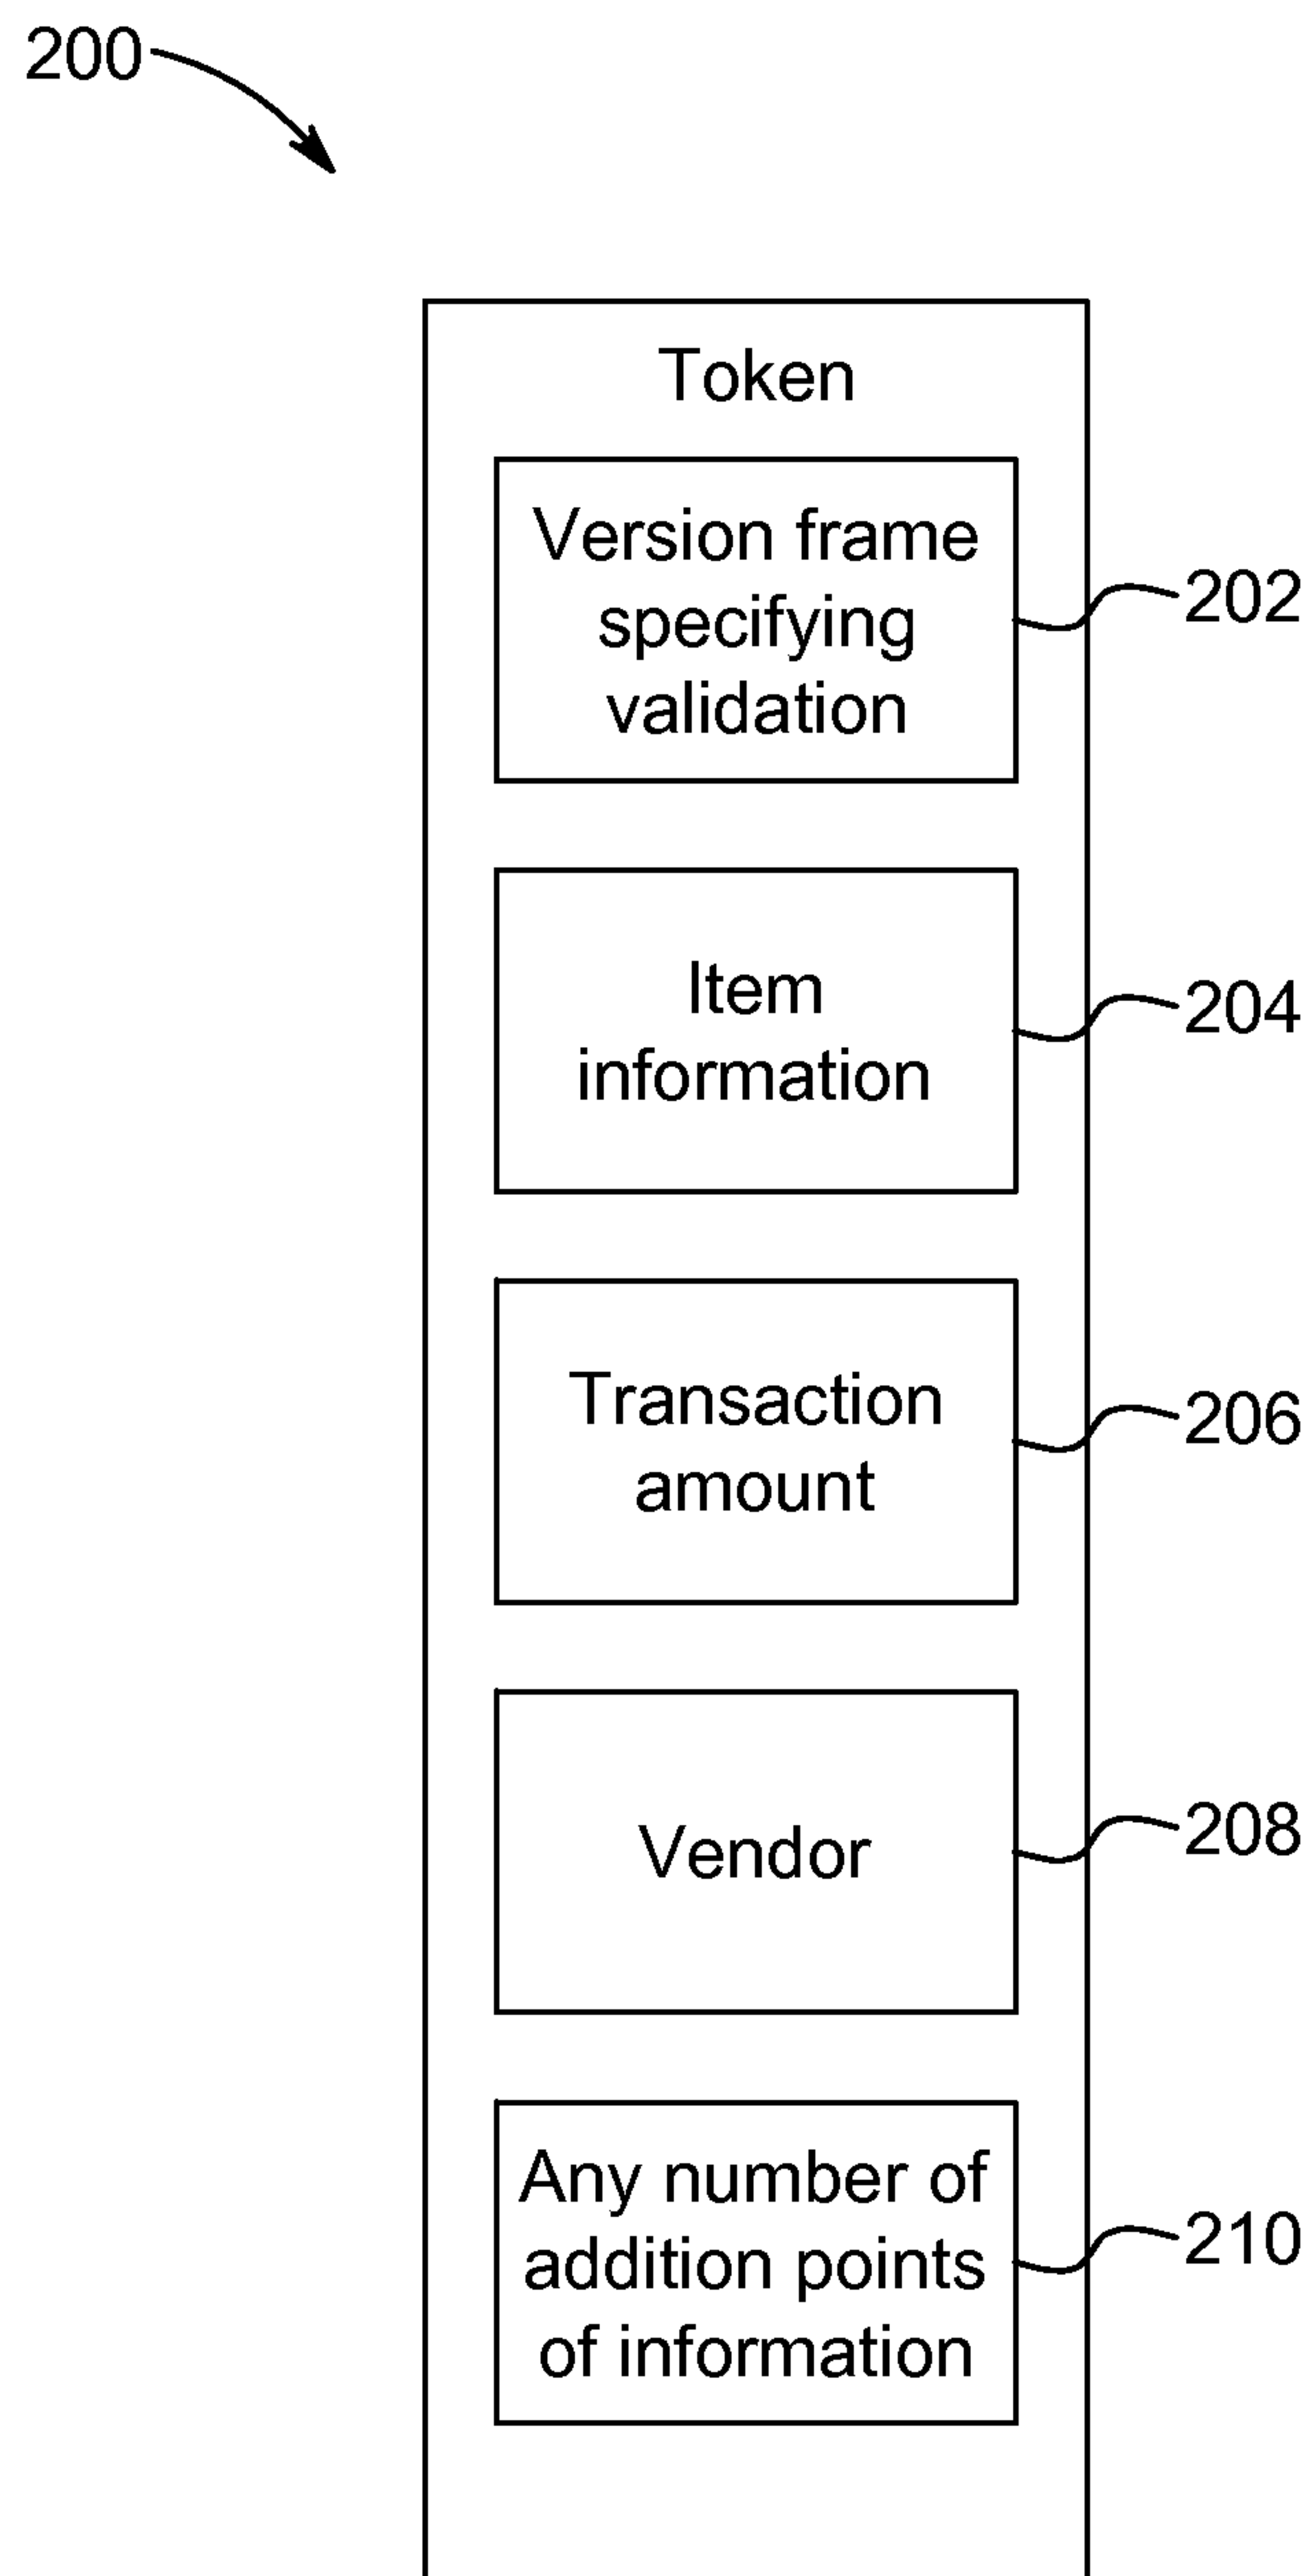 200
Token
Version frame
specifying
validation
202
Item
information
204
Transaction
amount
206
Vendor
208
Any number of
addition points
of information
210